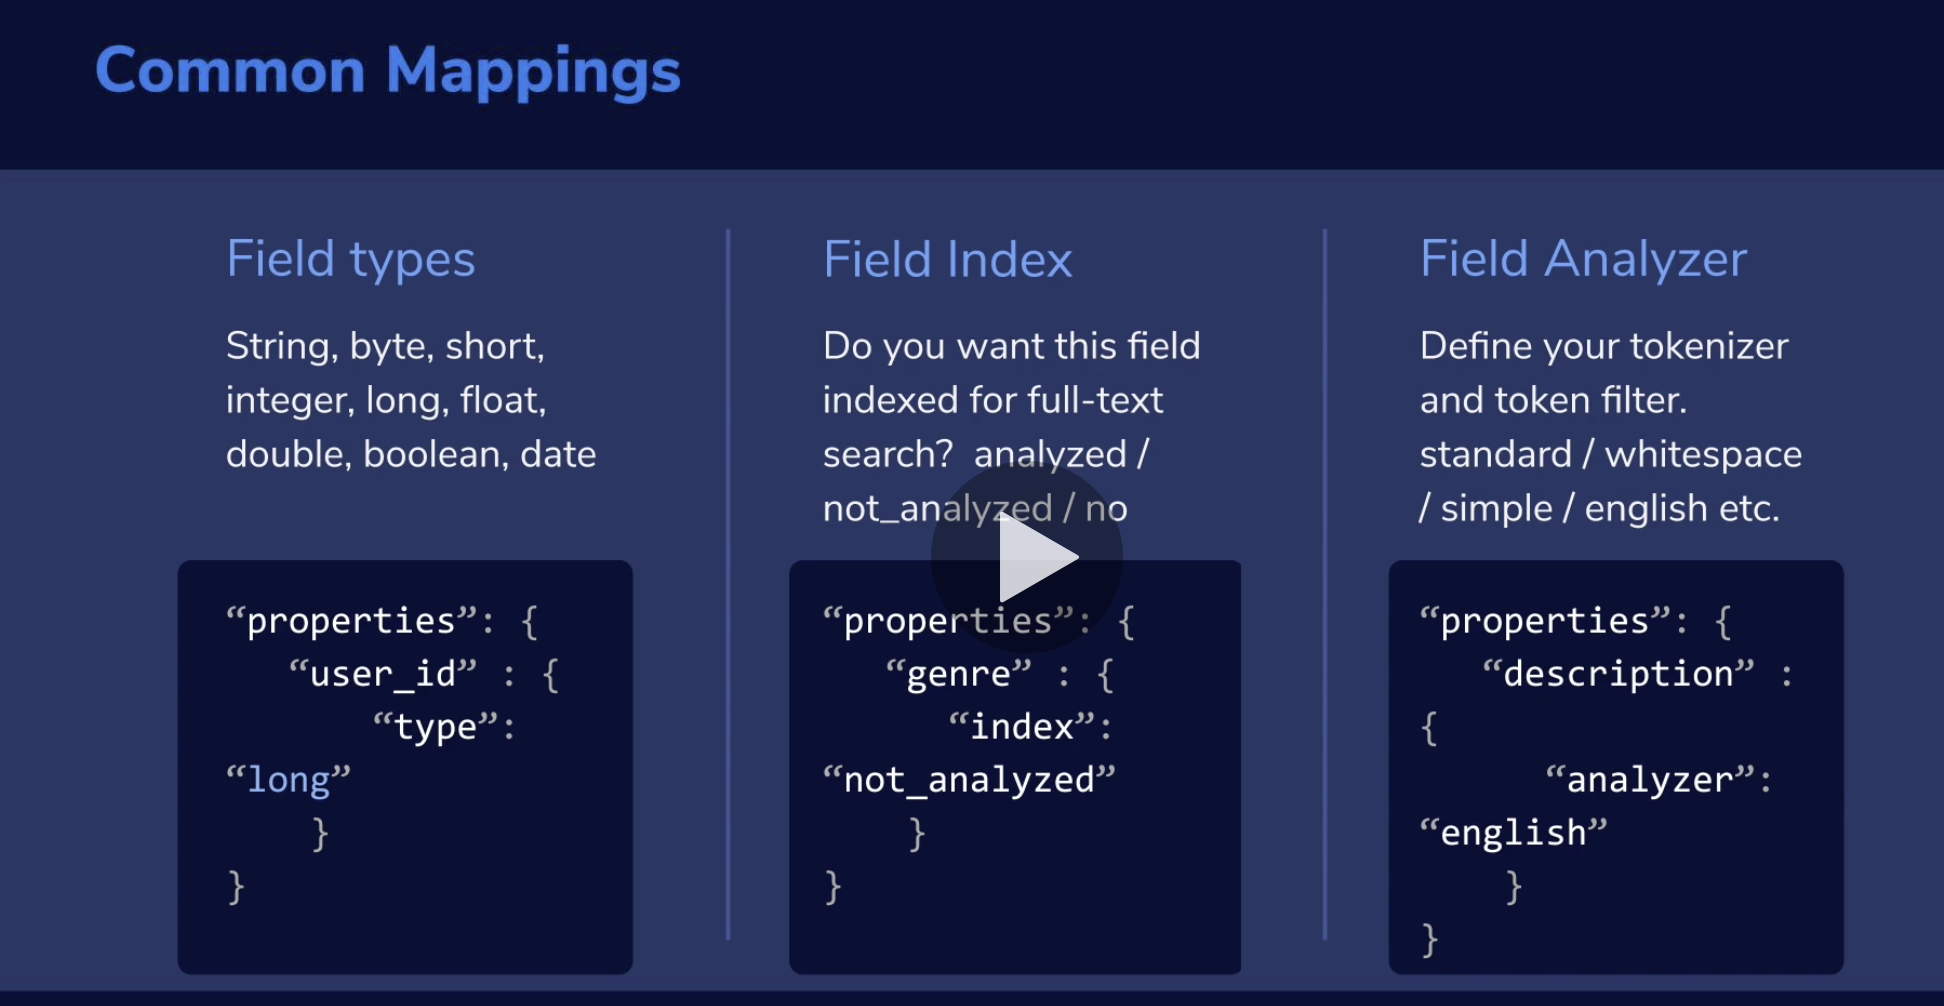 Common Mappings
Field types
String, byte, short,
integer, long, float,
double, boolean, date
“properties”: {
“user_id” : {
“type”:
“long”
}
}
Field Index
Do you want this field
indexed for full-text
search?  analyzed /
not_analyzed / no
“properties”: {
“genre” : {
“index”:
“not_analyzed”
}
}
Field Analyzer
Define your tokenizer
and token filter.
standard / whitespace
/ simple / english etc.
“properties”: {
“description” :
{
“analyzer”:
“english”
}
}